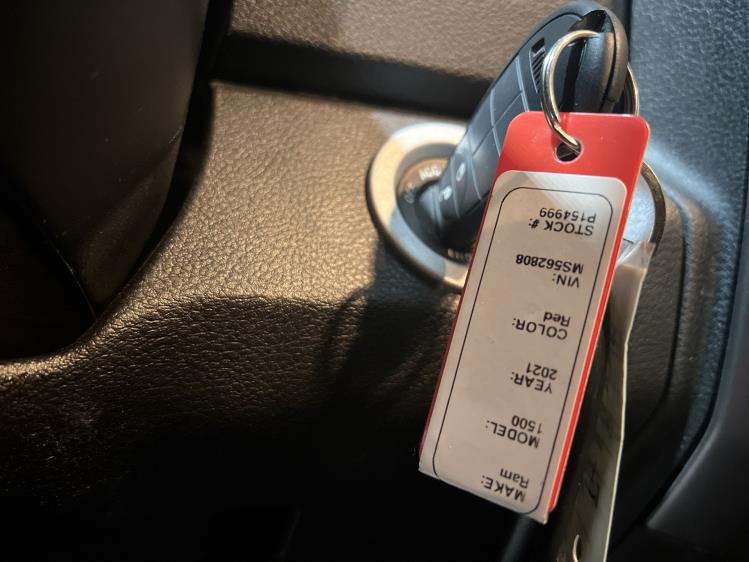 MAKE:
Ram
MODEL:
1500
YEAR:
2021
COLOR:
Red
VIN:
MS562808
STOCK #:
P154999